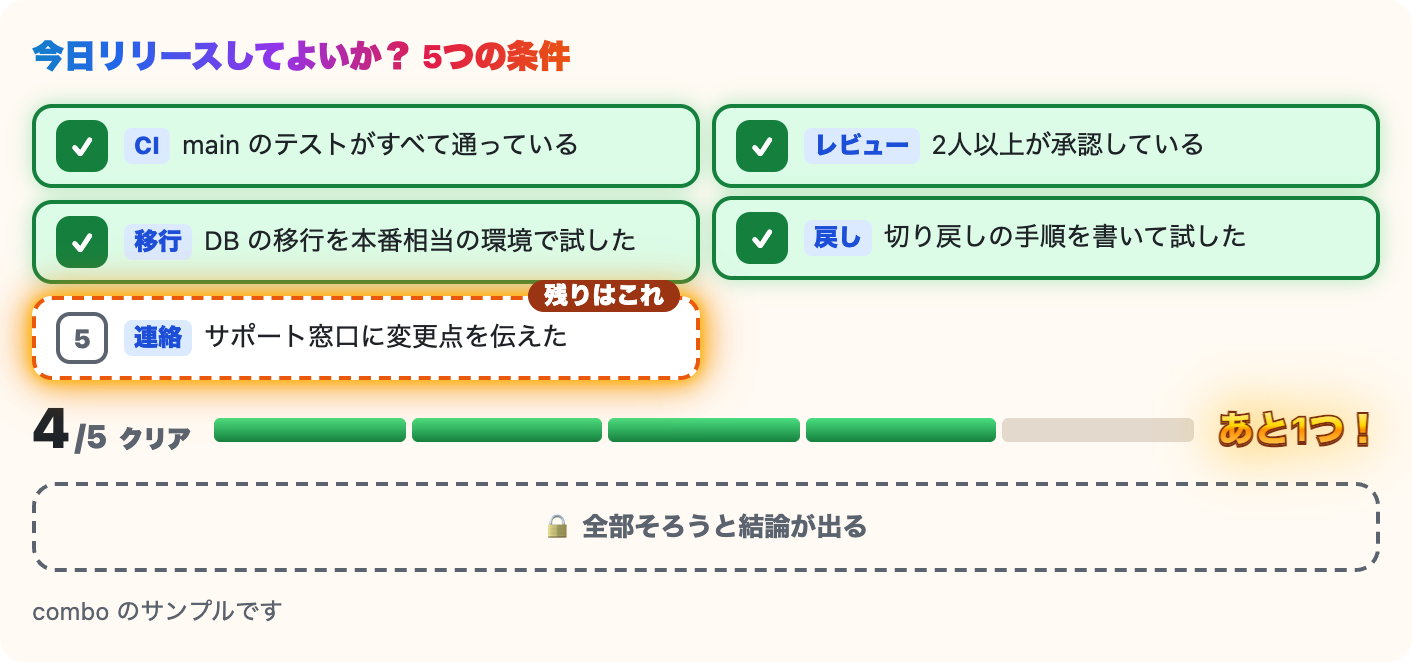 今日リリースしてよいか？ 5つの条件
CI main のテストがすべて通っている
レビュー 2人以上が承認している
移行 DB の移行を本番相当の環境で試した
戻し 切り戻しの手順を書いて試した
残りはこれ
5 連絡 サポート窓口に変更点を伝えた
4/5 クリア
あと1つ！
全部そろうと結論が出る
combo のサンプルです